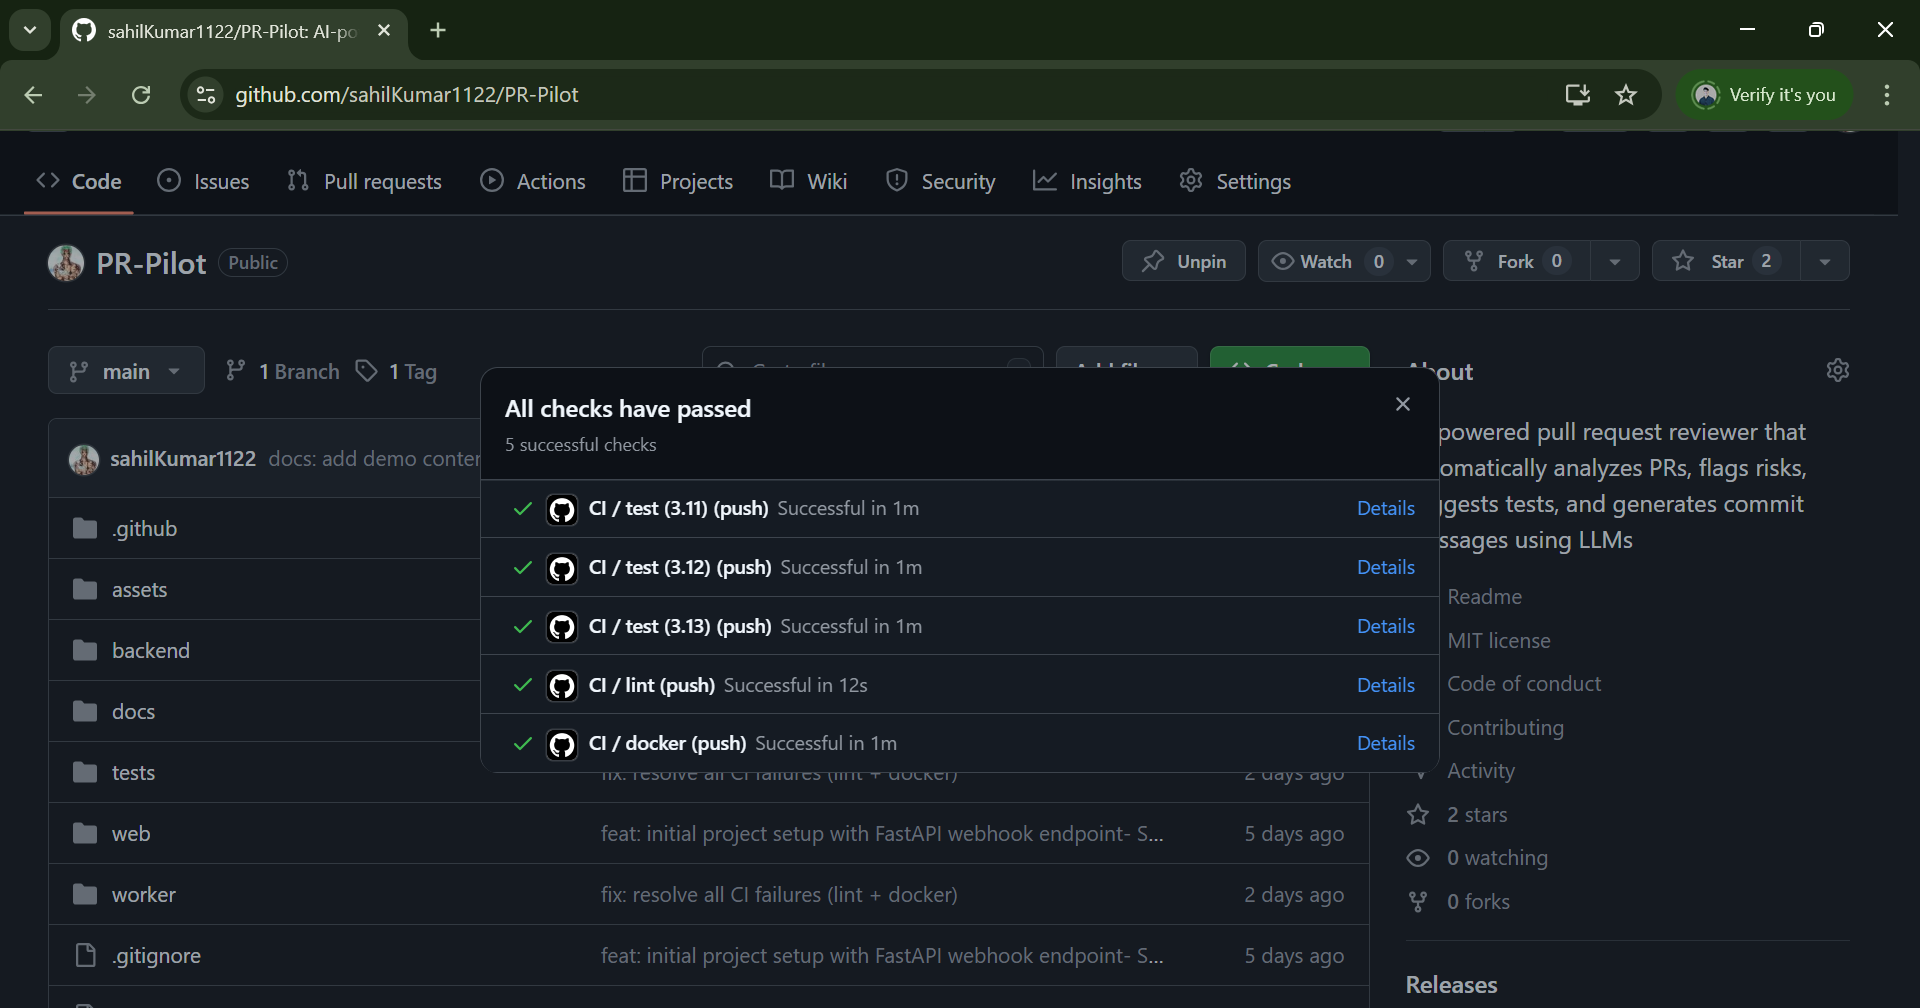 sahilKumar1122/PR-Pilot: AI-po
github.com/sahilKumar1122/PR-Pilot
Verify it's you
Code
Issues
Pull requests
Actions
Projects
Wiki
Security
Insights
Settings
PR-Pilot
Public
Unpin
Watch 0
Fork 0
Star 2
main
1 Branch
1 Tag
About
powered pull request reviewer that
omatically analyzes PRs, flags risks,
gests tests, and generates commit
ssages using LLMs
sahilKumar1122 docs: add demo conter
All checks have passed
5 successful checks
CI / test (3.11) (push) Successful in 1m Details
CI / test (3.12) (push) Successful in 1m Details
CI / test (3.13) (push) Successful in 1m Details
CI / lint (push) Successful in 12s Details
CI / docker (push) Successful in 1m Details
.github
assets
backend
docs
tests fix: resolve all CI failures (lint + docker) 2 days ago
web feat: initial project setup with FastAPI webhook endpoint- S... 5 days ago
worker fix: resolve all CI failures (lint + docker) 2 days ago
.gitignore feat: initial project setup with FastAPI webhook endpoint- S... 5 days ago
Readme
MIT license
Code of conduct
Contributing
Activity
2 stars
0 watching
0 forks
Releases